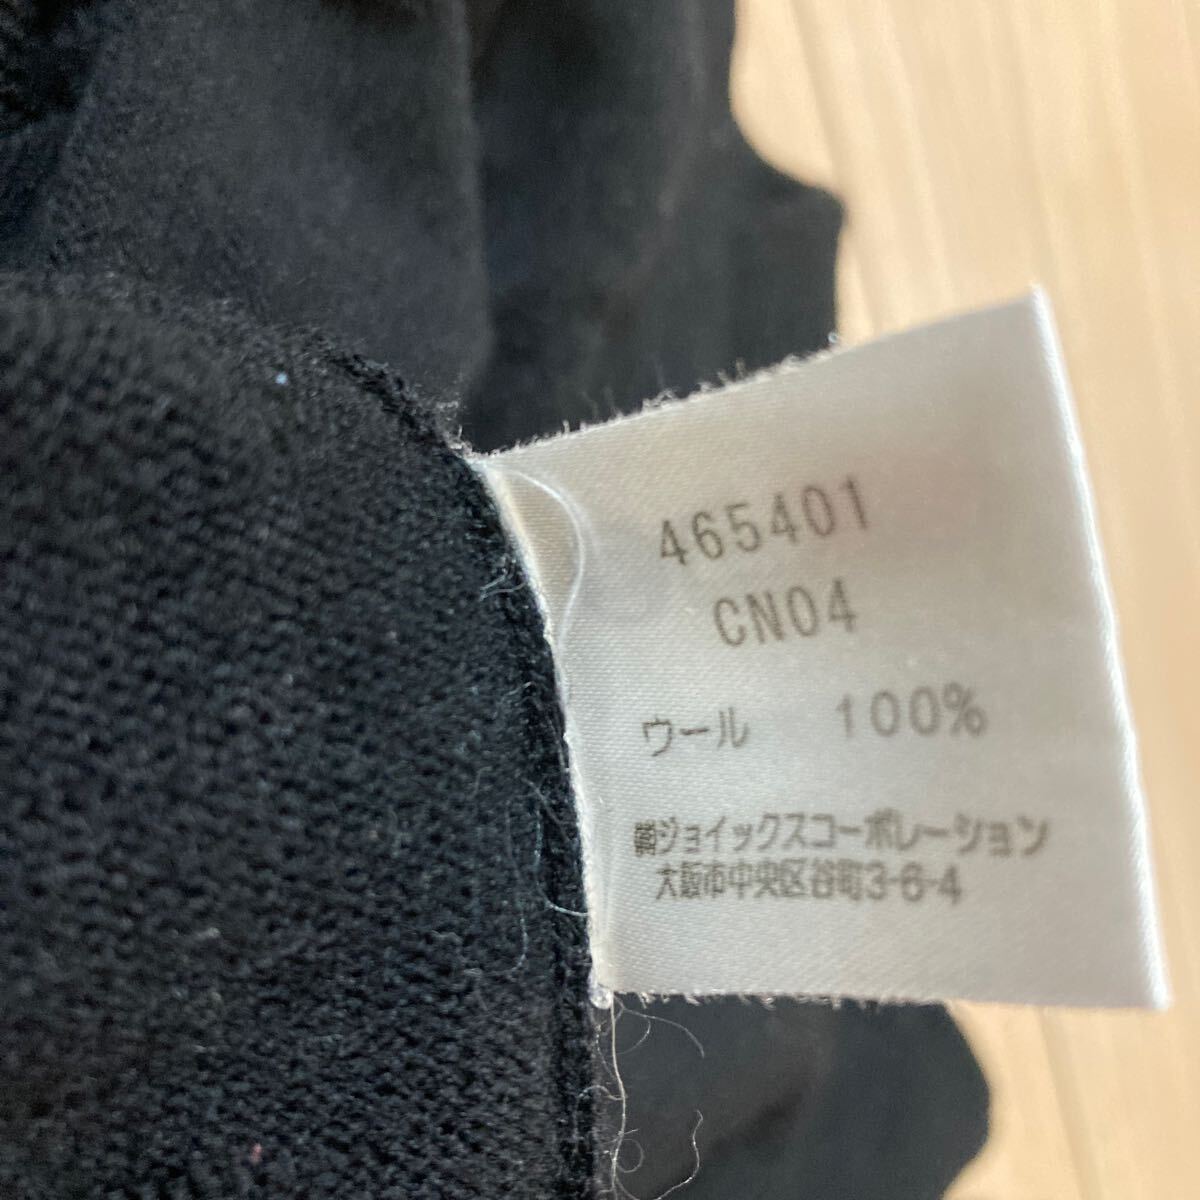 465401
CN04
ウール 100%
㈱ジョイックスコーポレーション
大阪市中央区谷町3-6-4